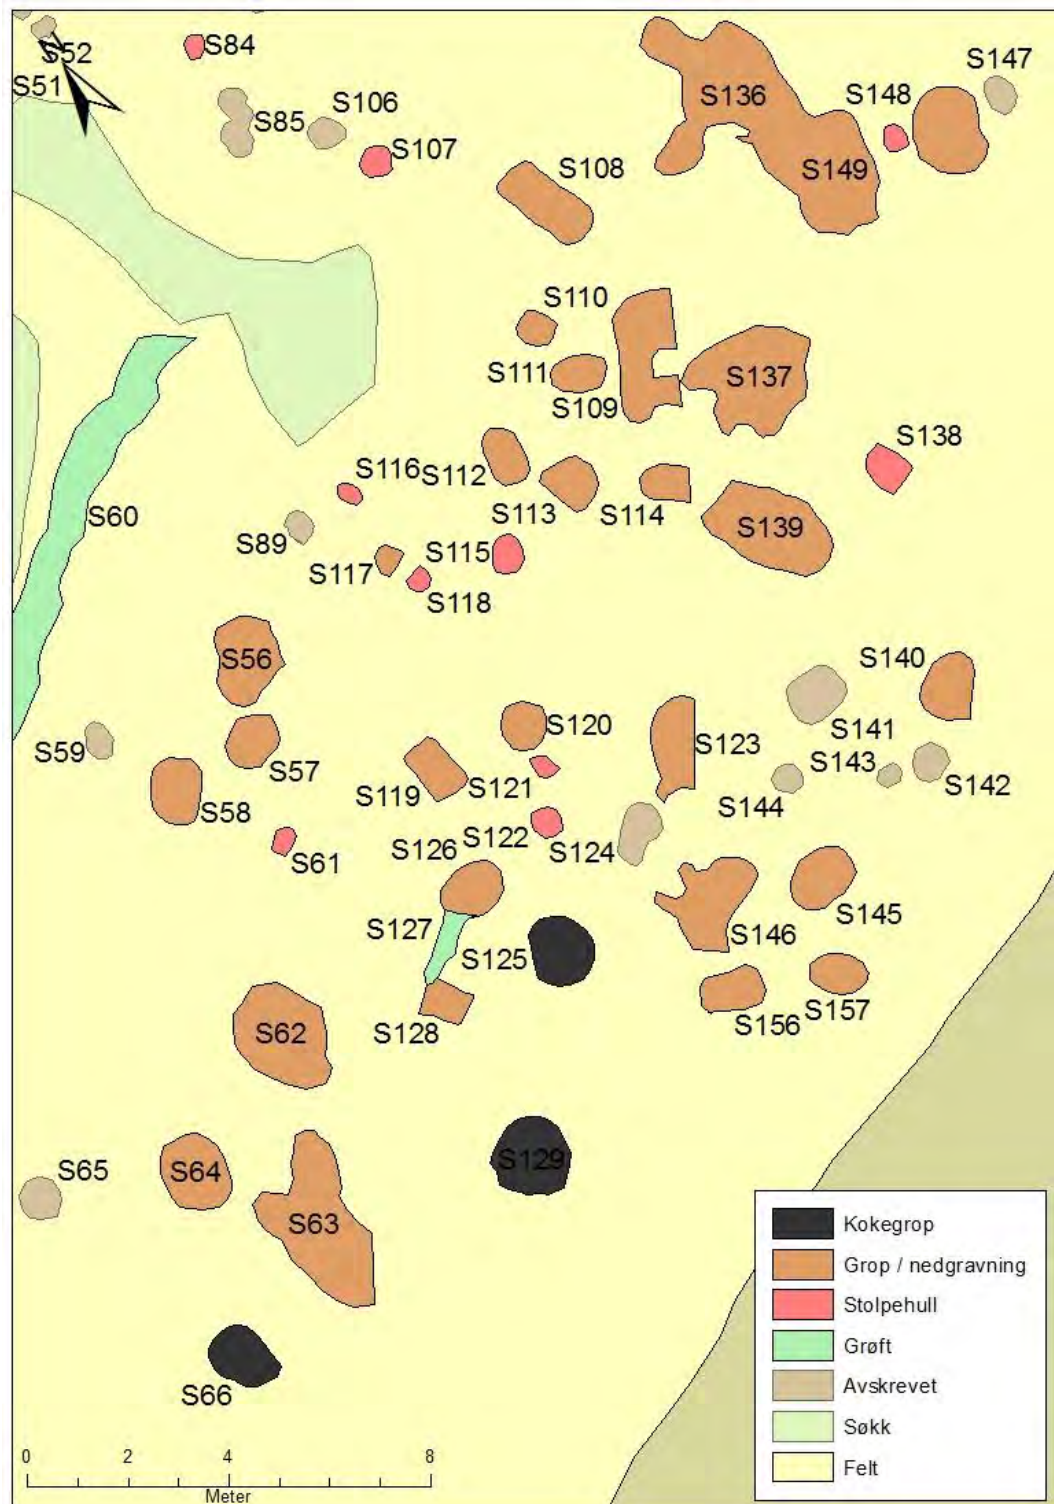 S52
S84
S51
S147
S136
S148
S106
S85
S107
S108
S149
S110
S111
S137
S109
S138
S116
S112
S60
S113
S114
S139
S89
S115
S117
S118
S56
S140
S120
S141
S59
S57
S119
S121
S123
S143
S142
S58
S144
S126
S122
S124
S61
S127
S125
S145
S146
S62
S128
S156
S157
S65
S64
S129
S63
S66
Kokegrop
Grop / nedgravning
Stolpehull
Grøft
Avskrevet
Søkk
Felt
0 2 4 8
Meter